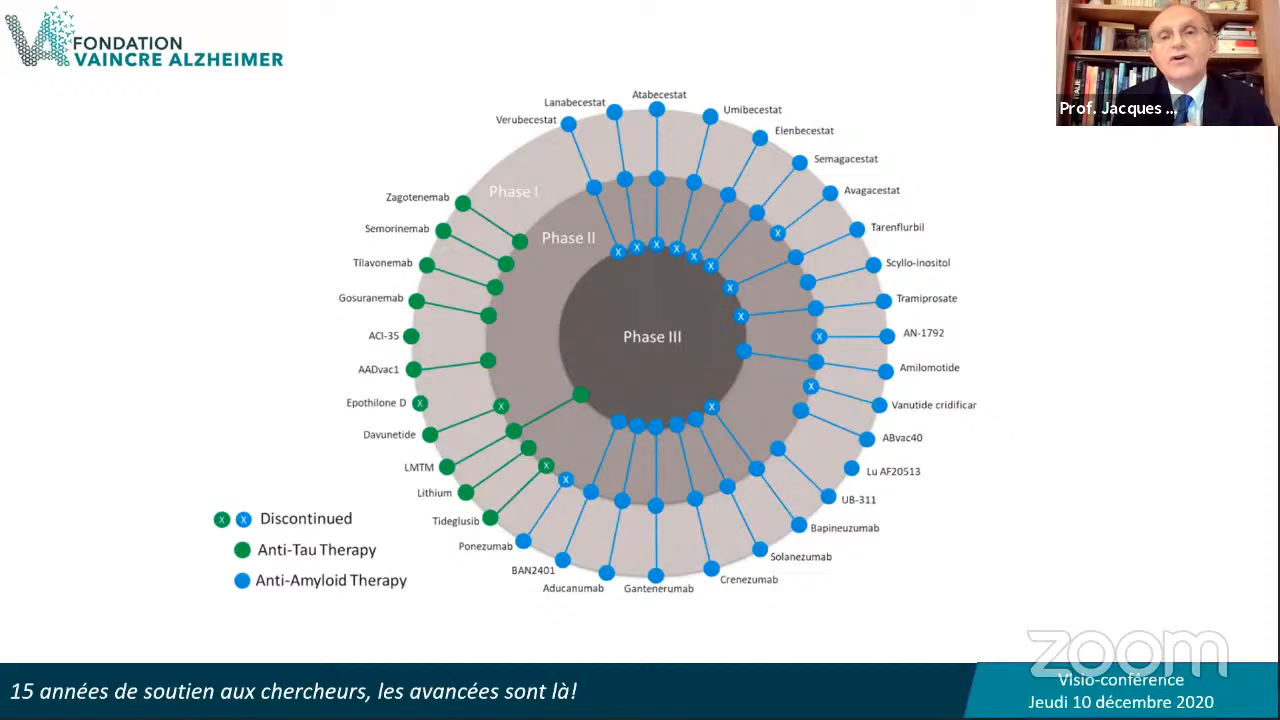 FONDATION
VAINCRE ALZHEIMER
Prof. Jacques ...
Atabecestat
Lanabecestat
Umibecestat
Verubecestat
Elenbecestat
Semagacestat
Avagacestat
Tarenflurbil
Scyllo-inositol
Tramiprosate
AN-1792
Amilomotide
Vanutide cridificar
ABvac40
Lu AF20513
UB-311
Bapineuzumab
Solanezumab
Crenezumab
Gantenerumab
Aducanumab
BAN2401
Ponezumab
Tideglusib
Lithium
LMTM
Davunetide
Epothilone D
AADvac1
ACI-35
Gosuranemab
Tilavonemab
Semorinemab
Zagotenemab
Phase I
Phase II
Phase III
X X Discontinued
Anti-Tau Therapy
Anti-Amyloid Therapy
zoom
15 années de soutien aux chercheurs, les avancées sont là!
Visio-conférence
Jeudi 10 décembre 2020